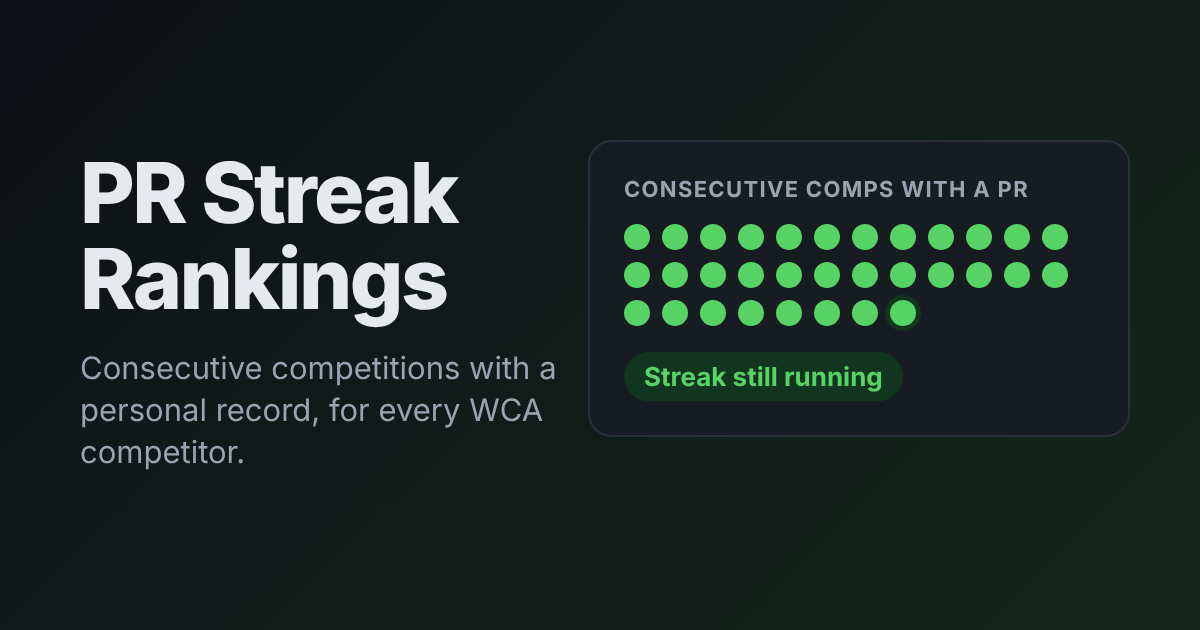 PR Streak
Rankings
Consecutive competitions with a
personal record, for every WCA
competitor.
CONSECUTIVE COMPS WITH A PR
Streak still running